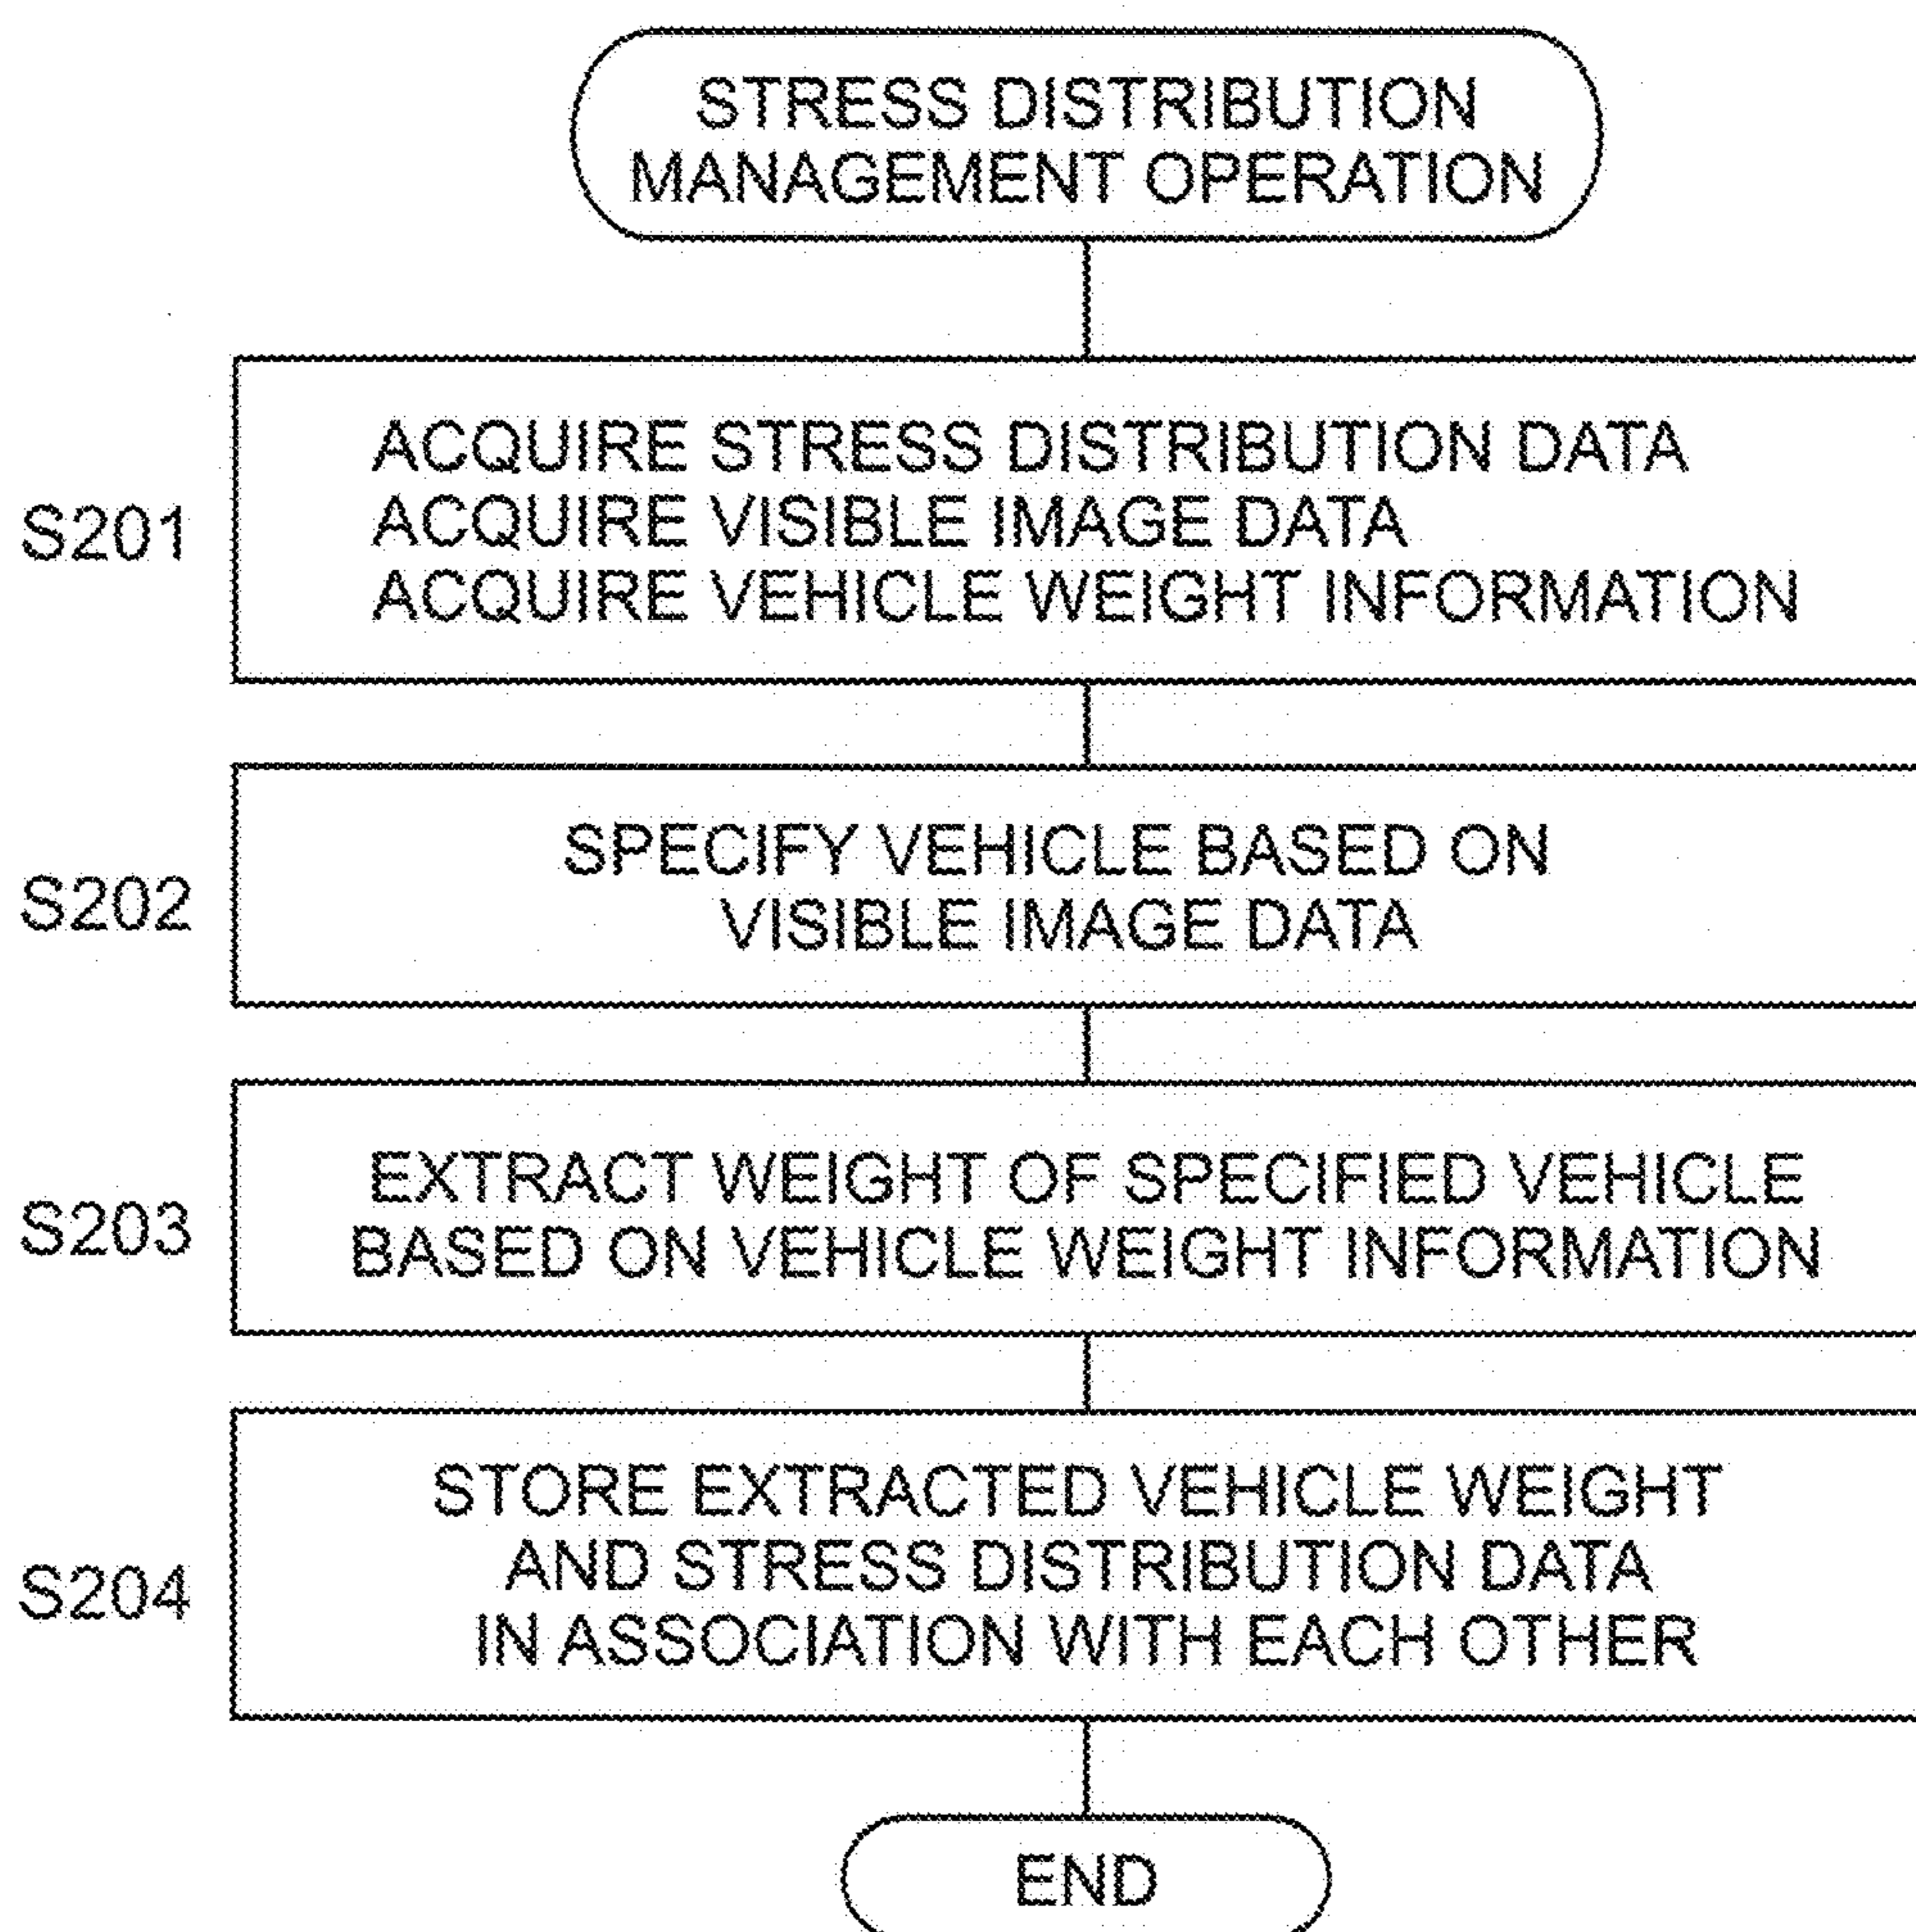 STRESS DISTRIBUTION
MANAGEMENT OPERATION
S201
ACQUIRE STRESS DISTRIBUTION DATA
ACQUIRE VISIBLE IMAGE DATA
ACQUIRE VEHICLE WEIGHT INFORMATION
S202
SPECIFY VEHICLE BASED ON
VISIBLE IMAGE DATA
S203
EXTRACT WEIGHT OF SPECIFIED VEHICLE
BASED ON VEHICLE WEIGHT INFORMATION
S204
STORE EXTRACTED VEHICLE WEIGHT
AND STRESS DISTRIBUTION DATA
IN ASSOCIATION WITH EACH OTHER
END